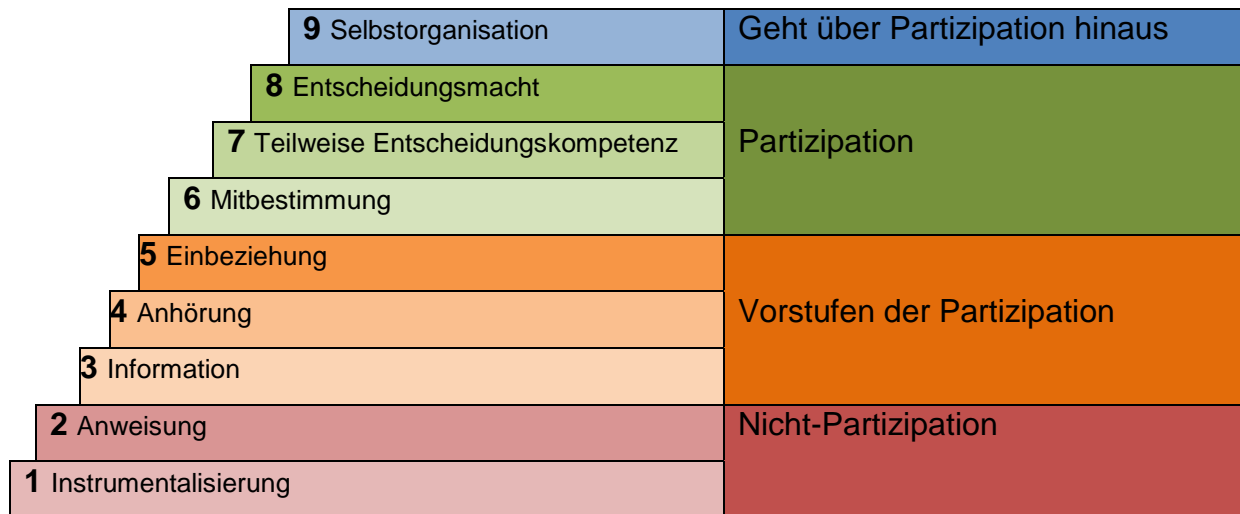 9 Selbstorganisation
Geht über Partizipation hinaus
8 Entscheidungsmacht
7 Teilweise Entscheidungskompetenz
Partizipation
6 Mitbestimmung
5 Einbeziehung
4 Anhörung
Vorstufen der Partizipation
3 Information
2 Anweisung
Nicht-Partizipation
1 Instrumentalisierung